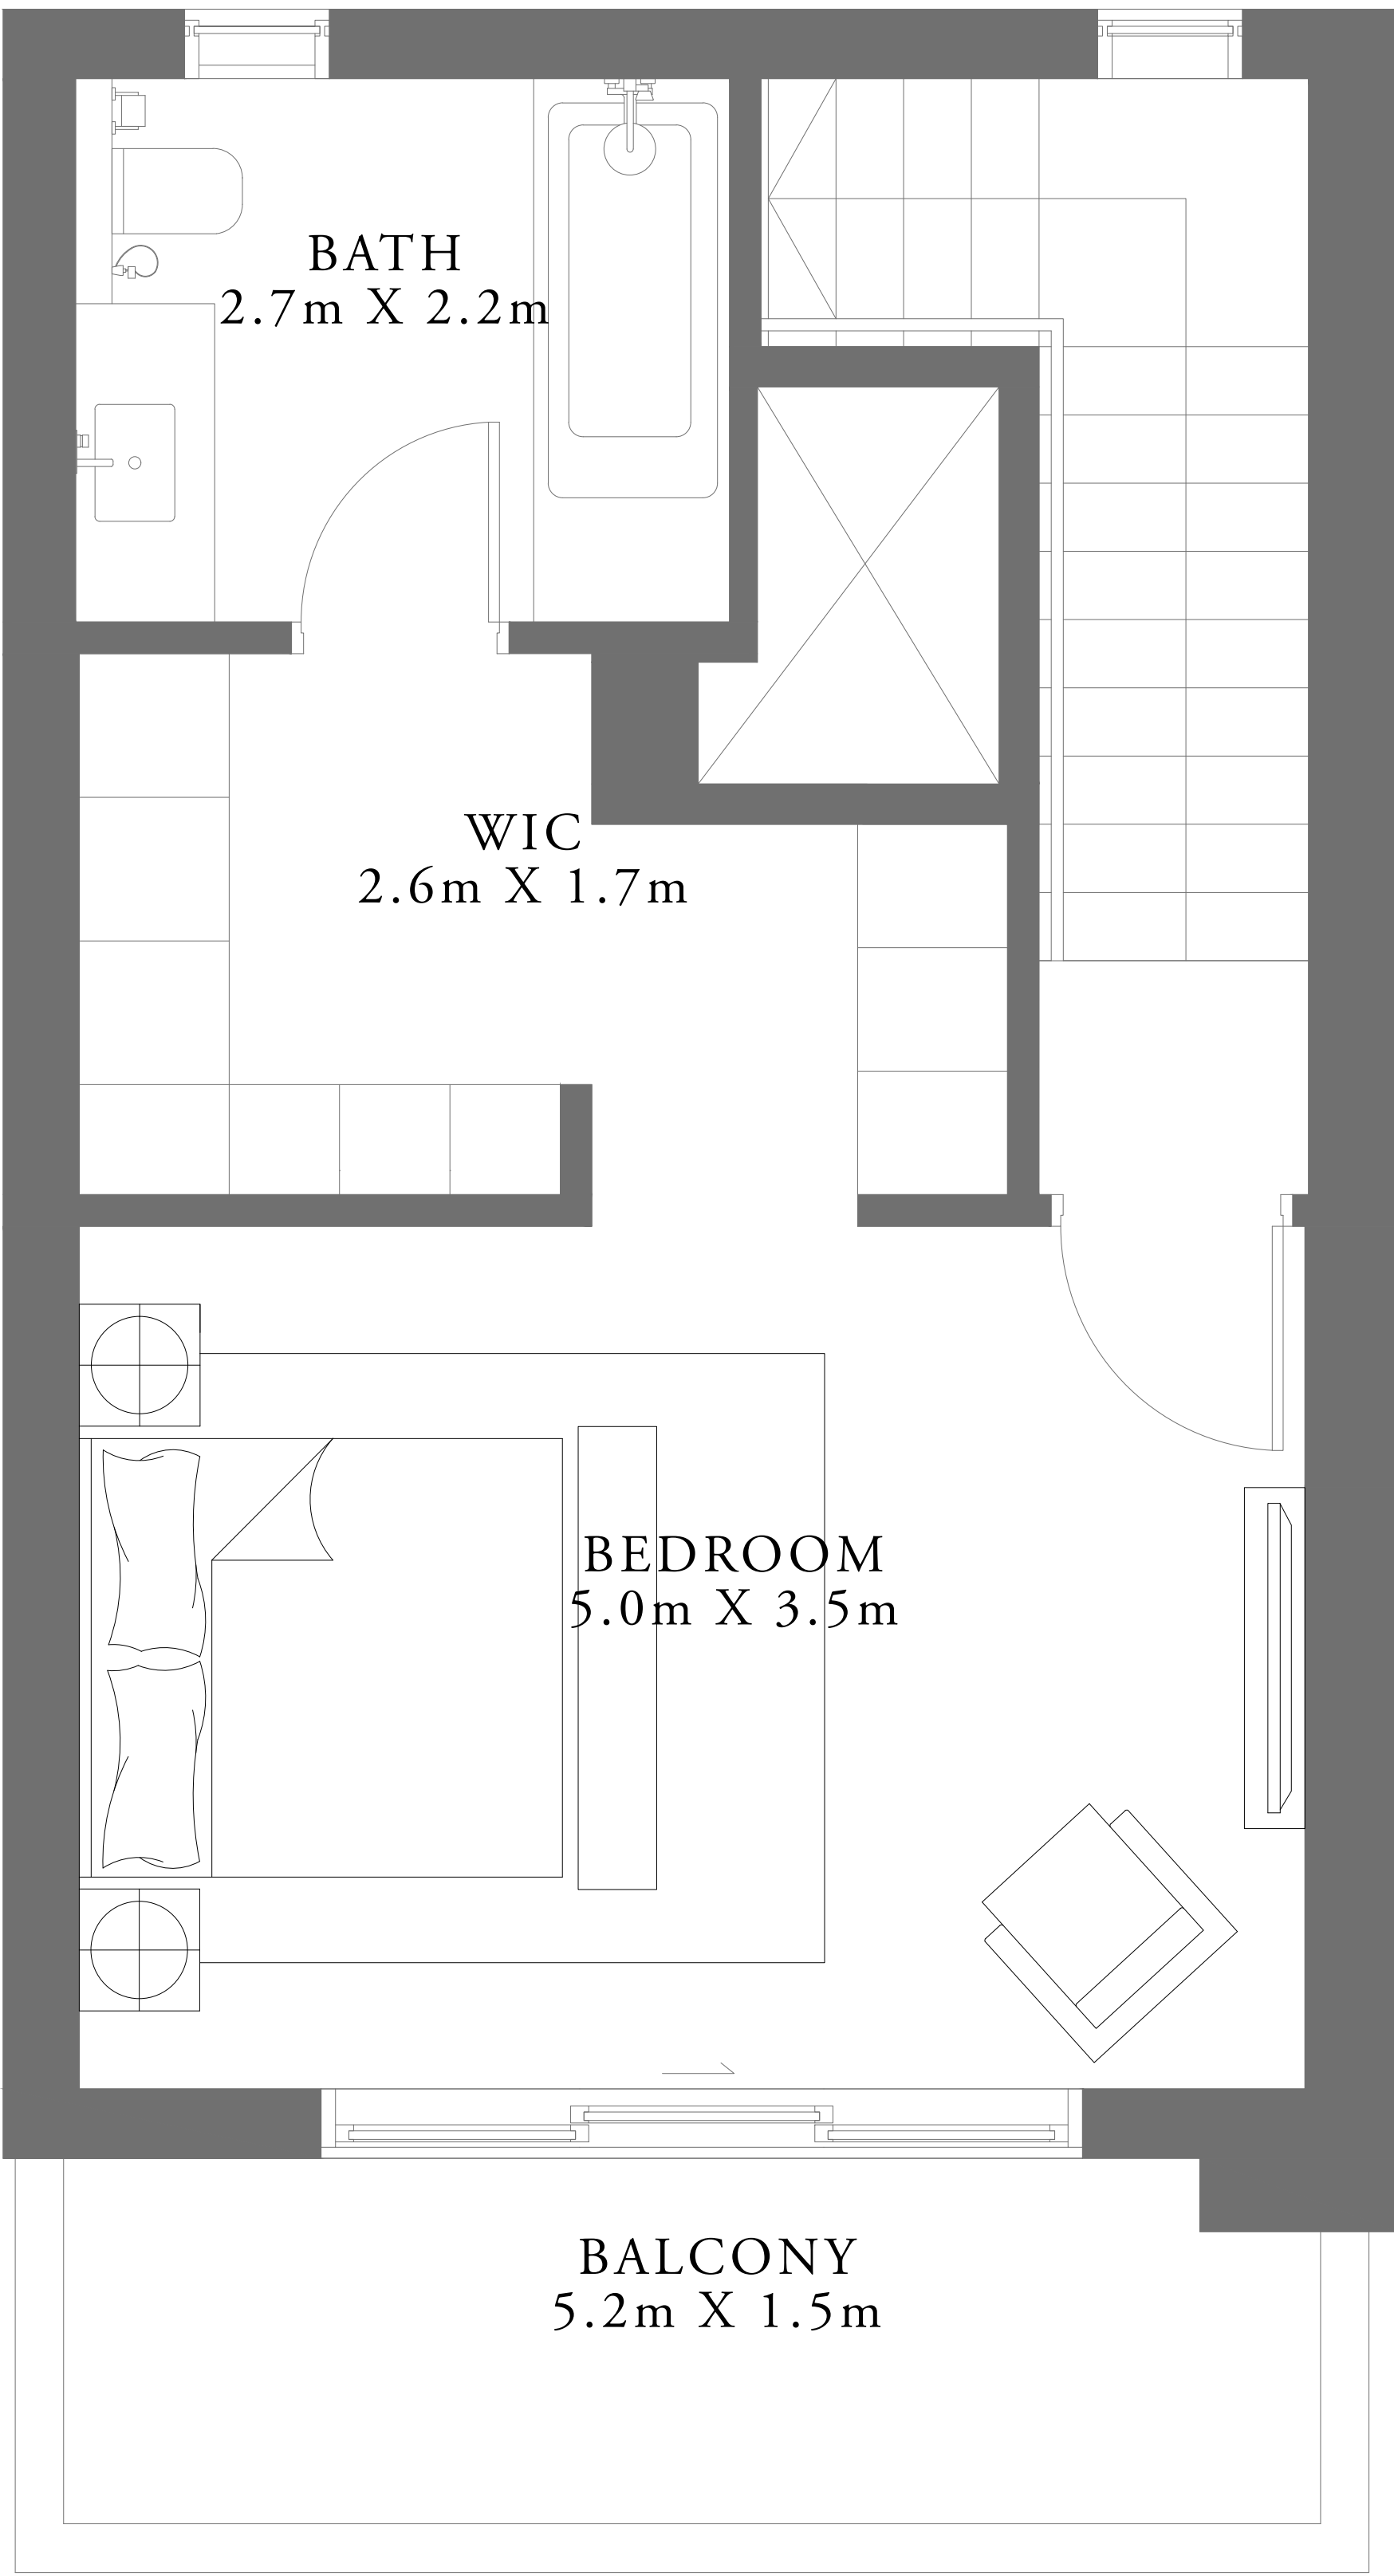 BATH
2.7m X 2.2m
WIC
2.6m X 1.7m
BEDROOM
5.0m X 3.5m
BALCONY
5.2m X 1.5m